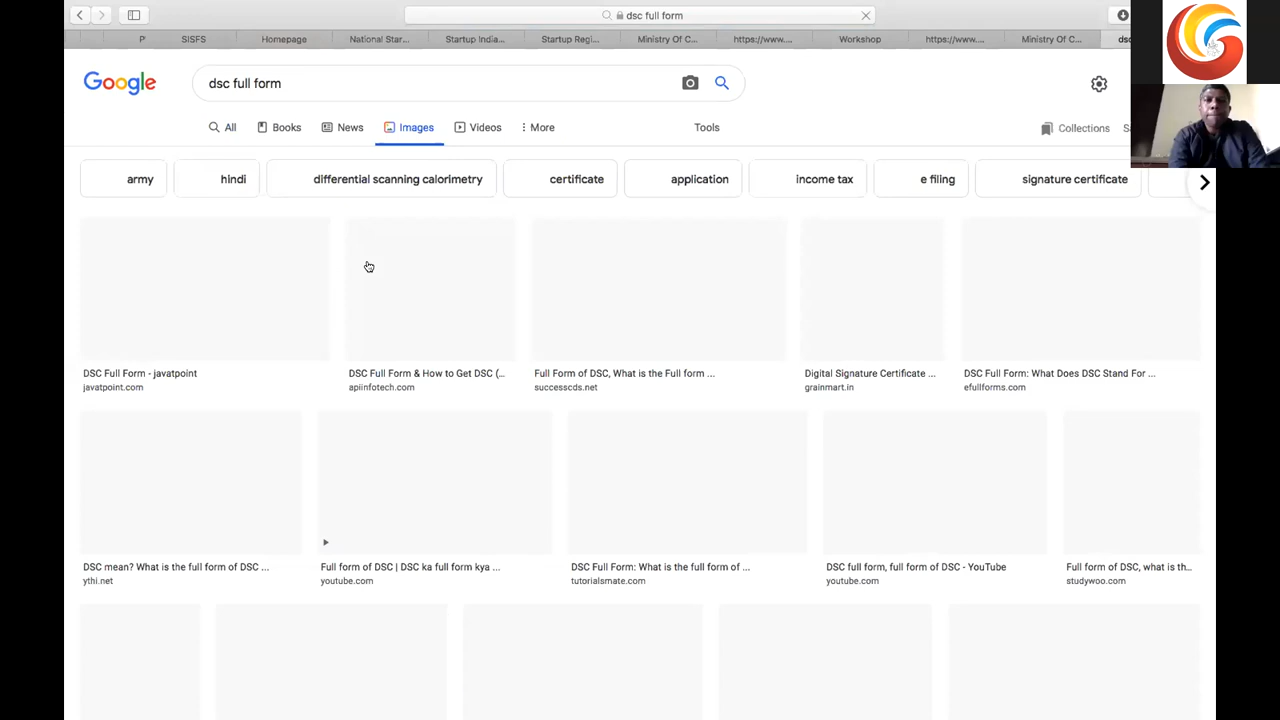 dsc full form
P
SISFS
Homepage
National Star...
Startup India...
Startup Regi...
Ministry Of C...
https://www....
Workshop
https://www....
Ministry Of C...
dsc
Google
dsc full form
All
Books
News
Images
Videos
More
Tools
Collections
army
hindi
differential scanning calorimetry
certificate
application
income tax
e filing
signature certificate
DSC Full Form - javatpoint
javatpoint.com
DSC Full Form & How to Get DSC (...
apiinfotech.com
Full Form of DSC, What is the Full form ...
successcds.net
Digital Signature Certificate ...
grainmart.in
DSC Full Form: What Does DSC Stand For ...
efullforms.com
DSC mean? What is the full form of DSC ...
ythi.net
Full form of DSC | DSC ka full form kya ...
youtube.com
DSC Full Form: What is the full form of ...
tutorialsmate.com
DSC full form, full form of DSC - YouTube
youtube.com
Full form of DSC, what is th...
studywoo.com